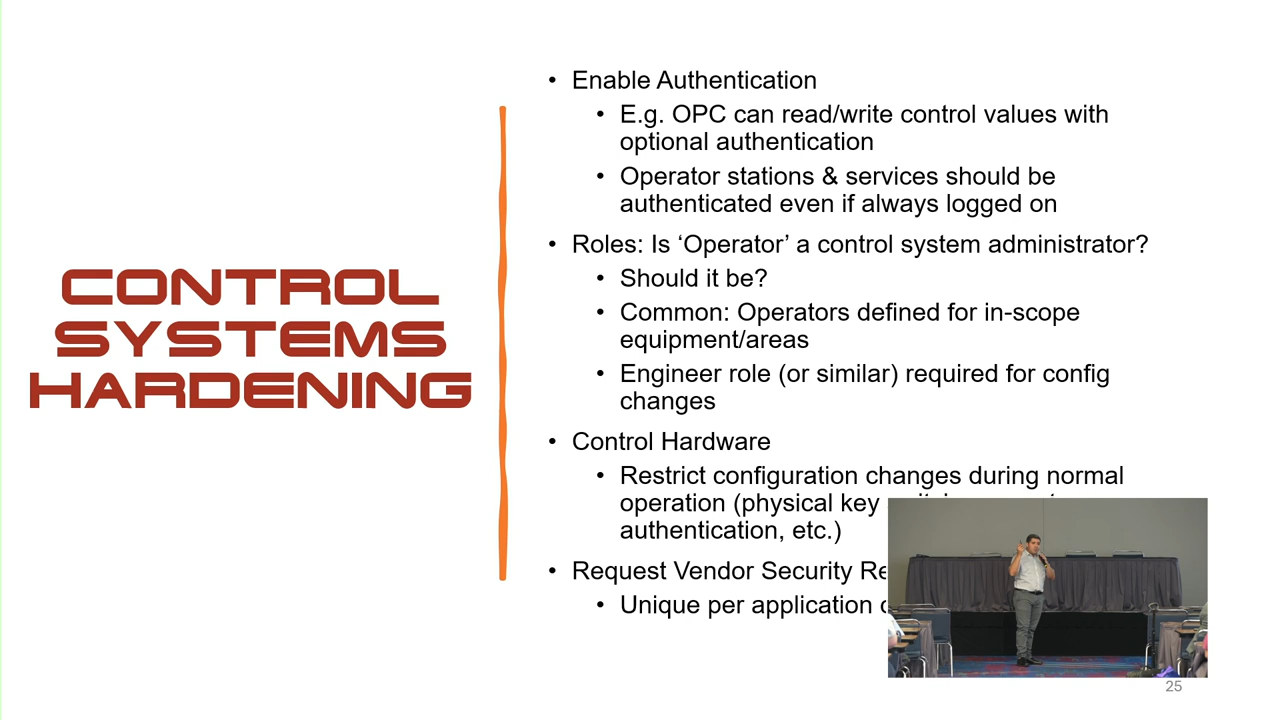 CONTROL
SYSTEMS
HARDENING
• Enable Authentication
• E.g. OPC can read/write control values with
optional authentication
• Operator stations & services should be
authenticated even if always logged on
• Roles: Is ‘Operator’ a control system administrator?
• Should it be?
• Common: Operators defined for in-scope
equipment/areas
• Engineer role (or similar) required for config
changes
• Control Hardware
• Restrict configuration changes during normal
operation (physical key
authentication, etc.)
• Request Vendor Security
• Unique per application
25